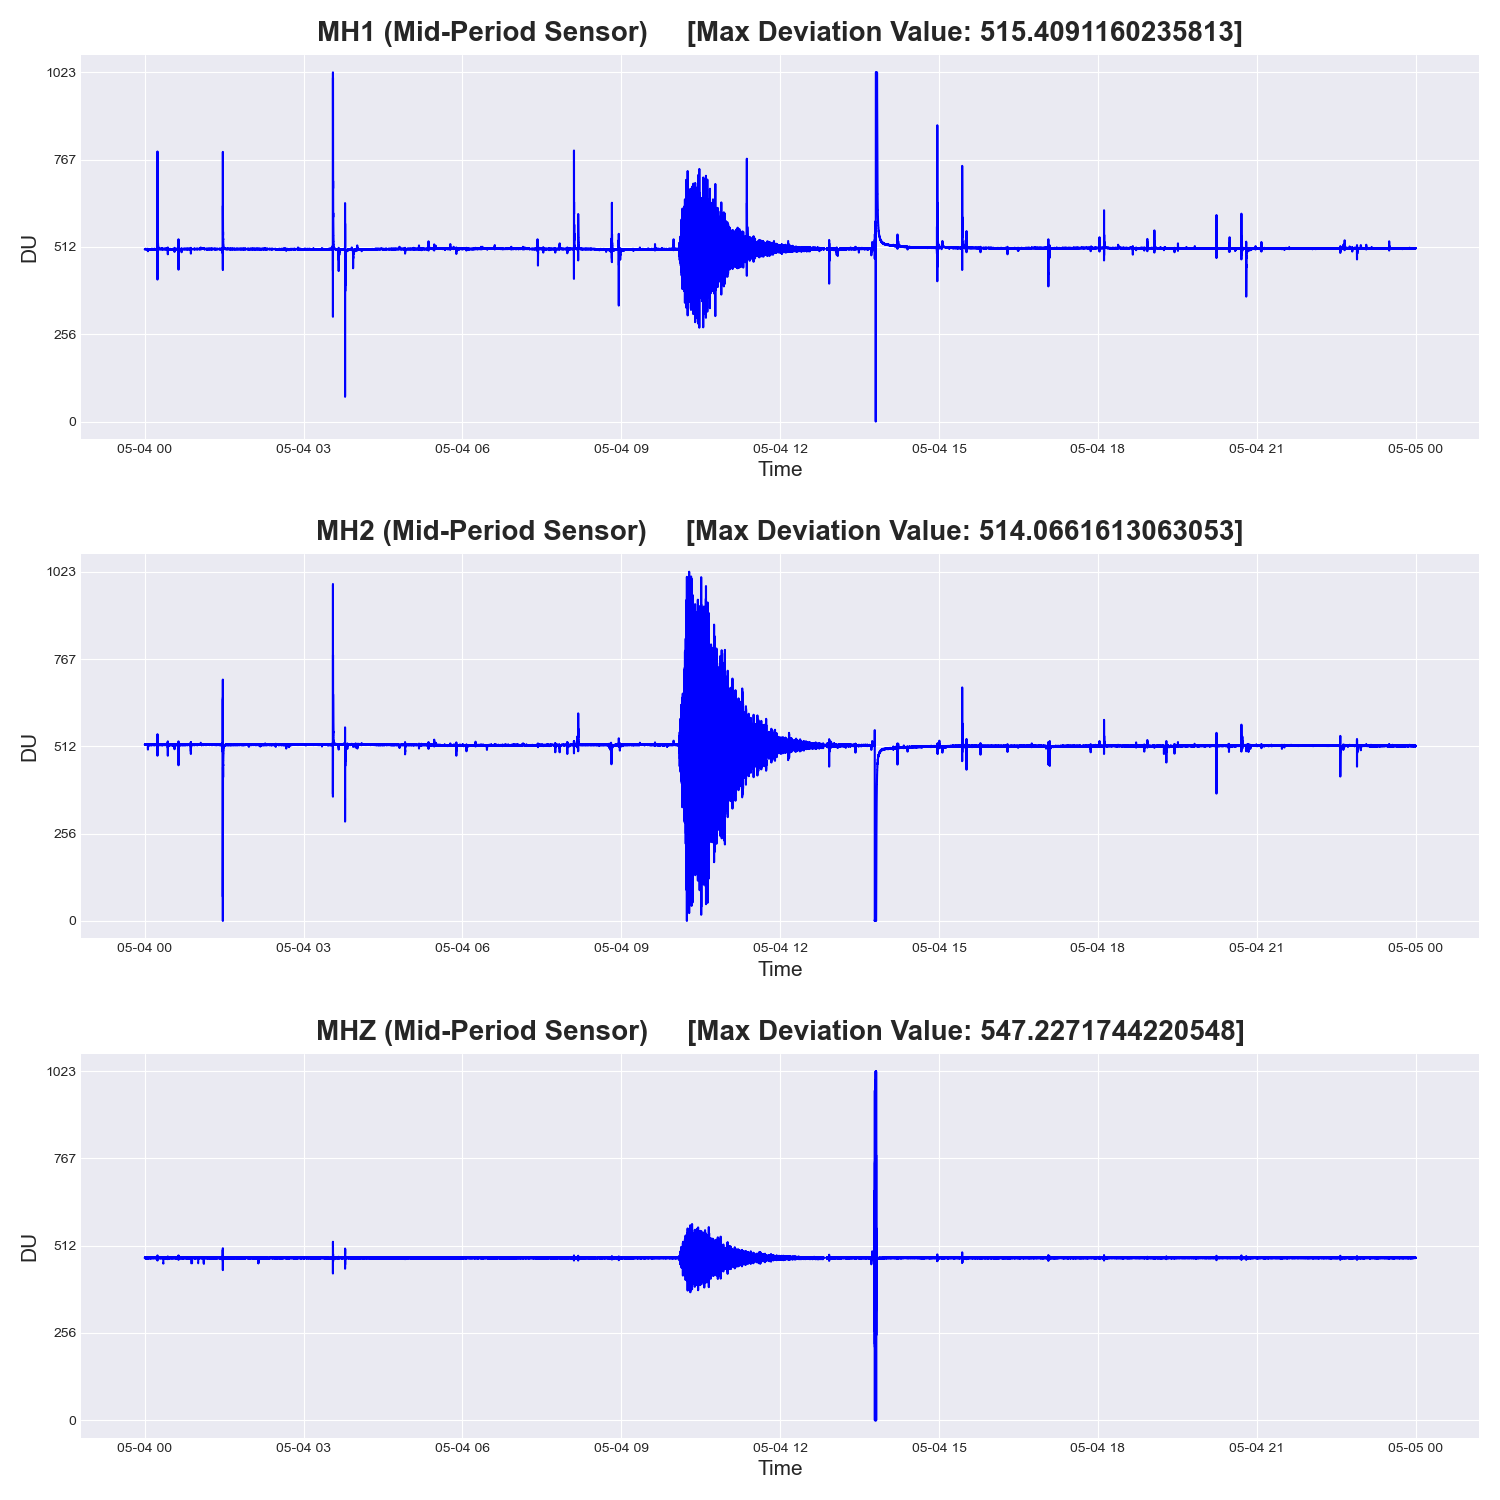 MH1 (Mid-Period Sensor) [Max Deviation Value: 515.4091160235813]
1023
767
512
256
0
DU
05-04 00 05-04 03 05-04 06 05-04 09 05-04 12 05-04 15 05-04 18 05-04 21 05-05 00
Time
MH2 (Mid-Period Sensor) [Max Deviation Value: 514.0661613063053]
1023
767
512
256
0
DU
05-04 00 05-04 03 05-04 06 05-04 09 05-04 12 05-04 15 05-04 18 05-04 21 05-05 00
Time
MHZ (Mid-Period Sensor) [Max Deviation Value: 547.2271744220548]
1023
767
512
256
0
DU
05-04 00 05-04 03 05-04 06 05-04 09 05-04 12 05-04 15 05-04 18 05-04 21 05-05 00
Time